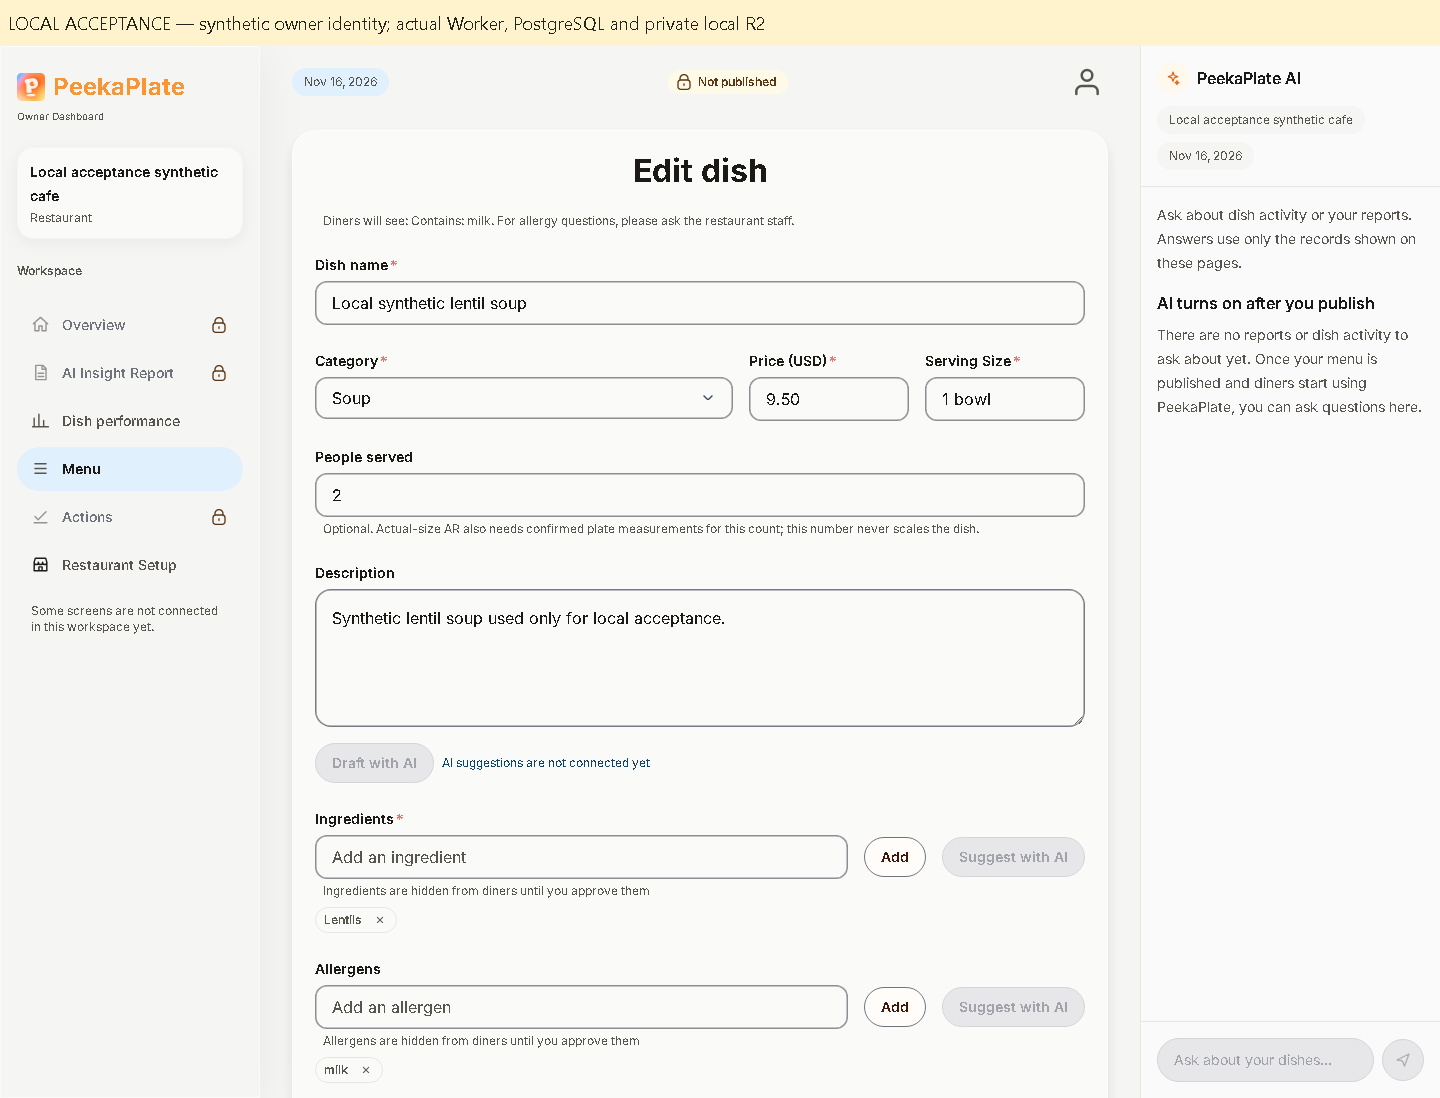 LOCAL ACCEPTANCE — synthetic owner identity; actual Worker, PostgreSQL and private local R2
PeekaPlate
Owner Dashboard
Local acceptance synthetic
cafe
Restaurant
Workspace
Overview
AI Insight Report
Dish performance
Menu
Actions
Restaurant Setup
Some screens are not connected
in this workspace yet.
Nov 16, 2026
Not published
Edit dish
Diners will see: Contains: milk. For allergy questions, please ask the restaurant staff.
Dish name*
Local synthetic lentil soup
Category* Price (USD)* Serving Size*
Soup 9.50 1 bowl
People served
2
Optional. Actual-size AR also needs confirmed plate measurements for this count; this number never scales the dish.
Description
Synthetic lentil soup used only for local acceptance.
Draft with AI AI suggestions are not connected yet
Ingredients*
Add an ingredient Add Suggest with AI
Ingredients are hidden from diners until you approve them
Lentils ×
Allergens
Add an allergen Add Suggest with AI
Allergens are hidden from diners until you approve them
milk ×
PeekaPlate AI
Local acceptance synthetic cafe
Nov 16, 2026
Ask about dish activity or your reports.
Answers use only the records shown on
these pages.
AI turns on after you publish
There are no reports or dish activity to
ask about yet. Once your menu is
published and diners start using
PeekaPlate, you can ask questions here.
Ask about your dishes...